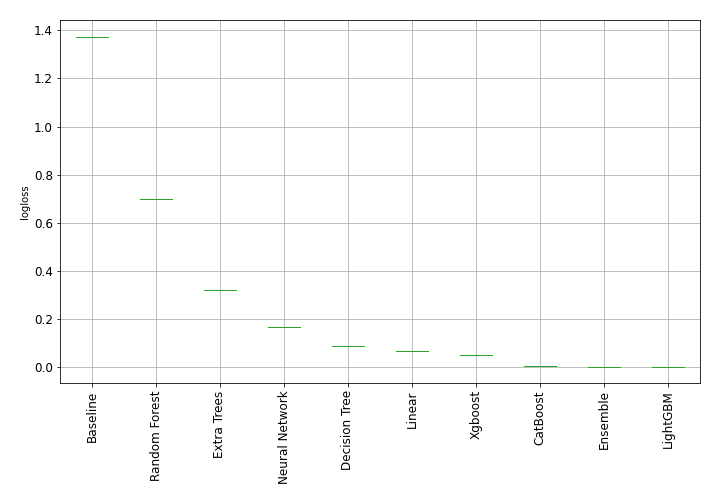 1.4
1.2
1.0
0.8
0.6
0.4
0.2
0.0
logloss
Baseline
Random Forest
Extra Trees
Neural Network
Decision Tree
Linear
Xgboost
CatBoost
Ensemble
LightGBM